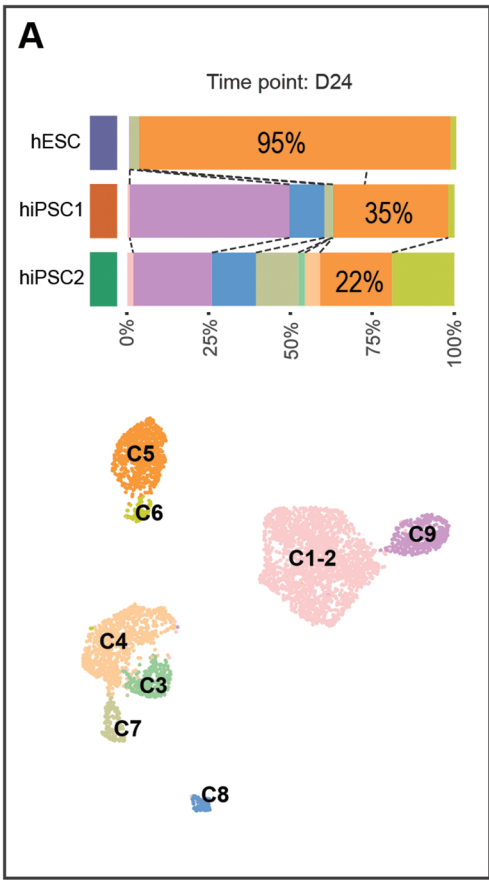 A
Time point: D24
hESC
95%
hiPSC1
35%
hiPSC2
22%
0%
25%
50%
75%
100%
C5
C6
C9
C1-2
C4
C3
C7
C8